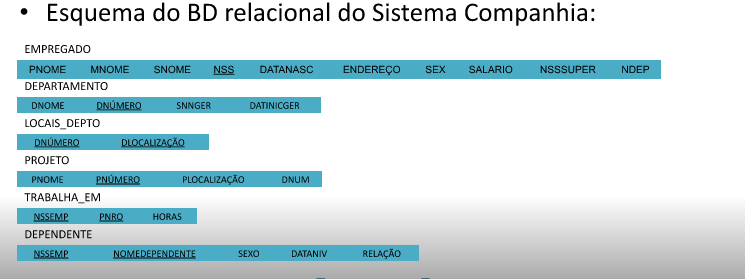 • Esquema do BD relacional do Sistema Companhia:
EMPREGADO
PNOME MNOME SNOME NSS DATANASC ENDEREÇO SEX SALARIO NSSSUPER NDEP
DEPARTAMENTO
DNOME DNÚMERO SNNGER DATINICGER
LOCAIS_DEPTO
DNÚMERO DLOCALIZAÇÃO
PROJETO
PNOME PNÚMERO PLOCALIZAÇÃO DNUM
TRABALHA_EM
NSSEMP PNRO HORAS
DEPENDENTE
NSSEMP NOMEDEPENDENTE SEXO DATANIV RELAÇÃO